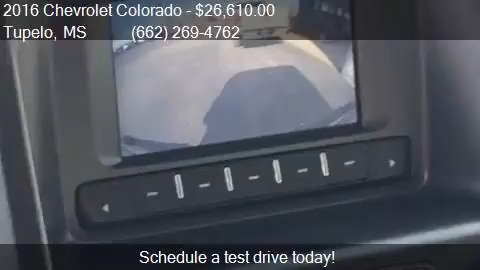 2016 Chevrolet Colorado - $26,610.00
Tupelo, MS (662) 269-4762
Schedule a test drive today!